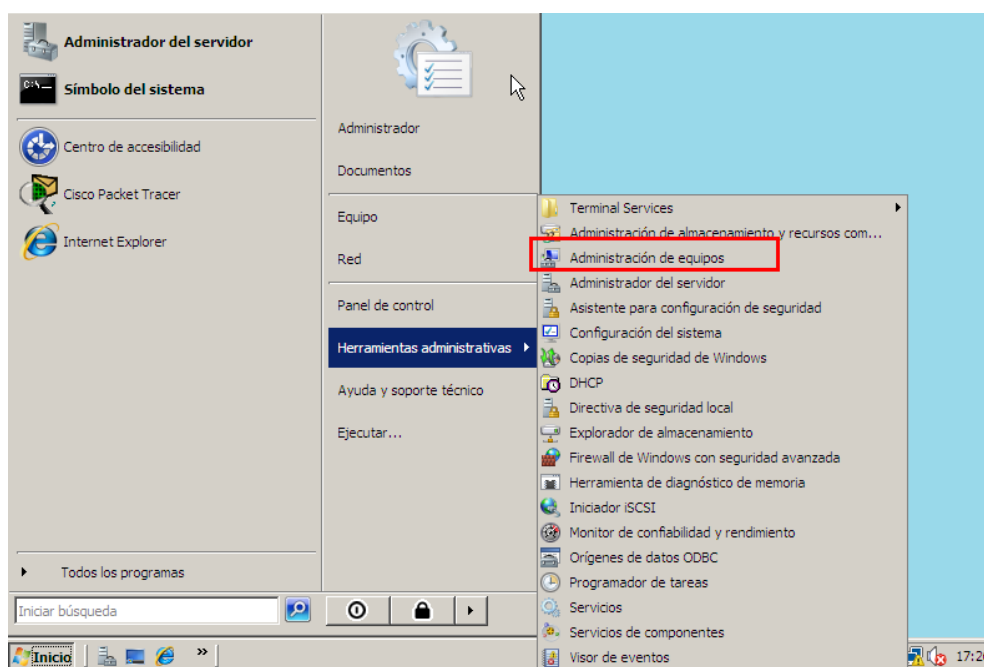 Administrador del servidor
Símbolo del sistema
Centro de accesibilidad
Cisco Packet Tracer
Internet Explorer
Todos los programas
Iniciar búsqueda
Administrador
Documentos
Equipo
Red
Panel de control
Herramientas administrativas
Ayuda y soporte técnico
Ejecutar...
Terminal Services
Administración de almacenamiento y recursos com...
Administración de equipos
Administrador del servidor
Asistente para configuración de seguridad
Configuración del sistema
Copias de seguridad de Windows
DHCP
Directiva de seguridad local
Explorador de almacenamiento
Firewall de Windows con seguridad avanzada
Herramienta de diagnóstico de memoria
Iniciador iSCSI
Monitor de confiabilidad y rendimiento
Orígenes de datos ODBC
Programador de tareas
Servicios
Servicios de componentes
Visor de eventos
Inicio